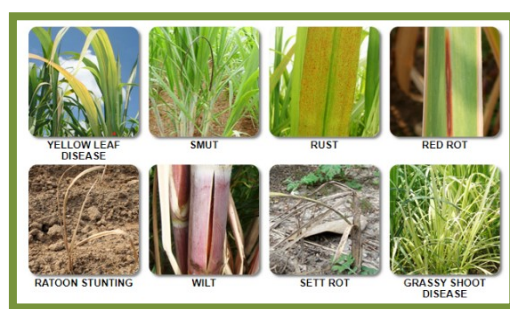 YELLOW LEAF
DISEASE
SMUT
RUST
RED ROT
RATOON STUNTING
WILT
SETT ROT
GRASSY SHOOT
DISEASE